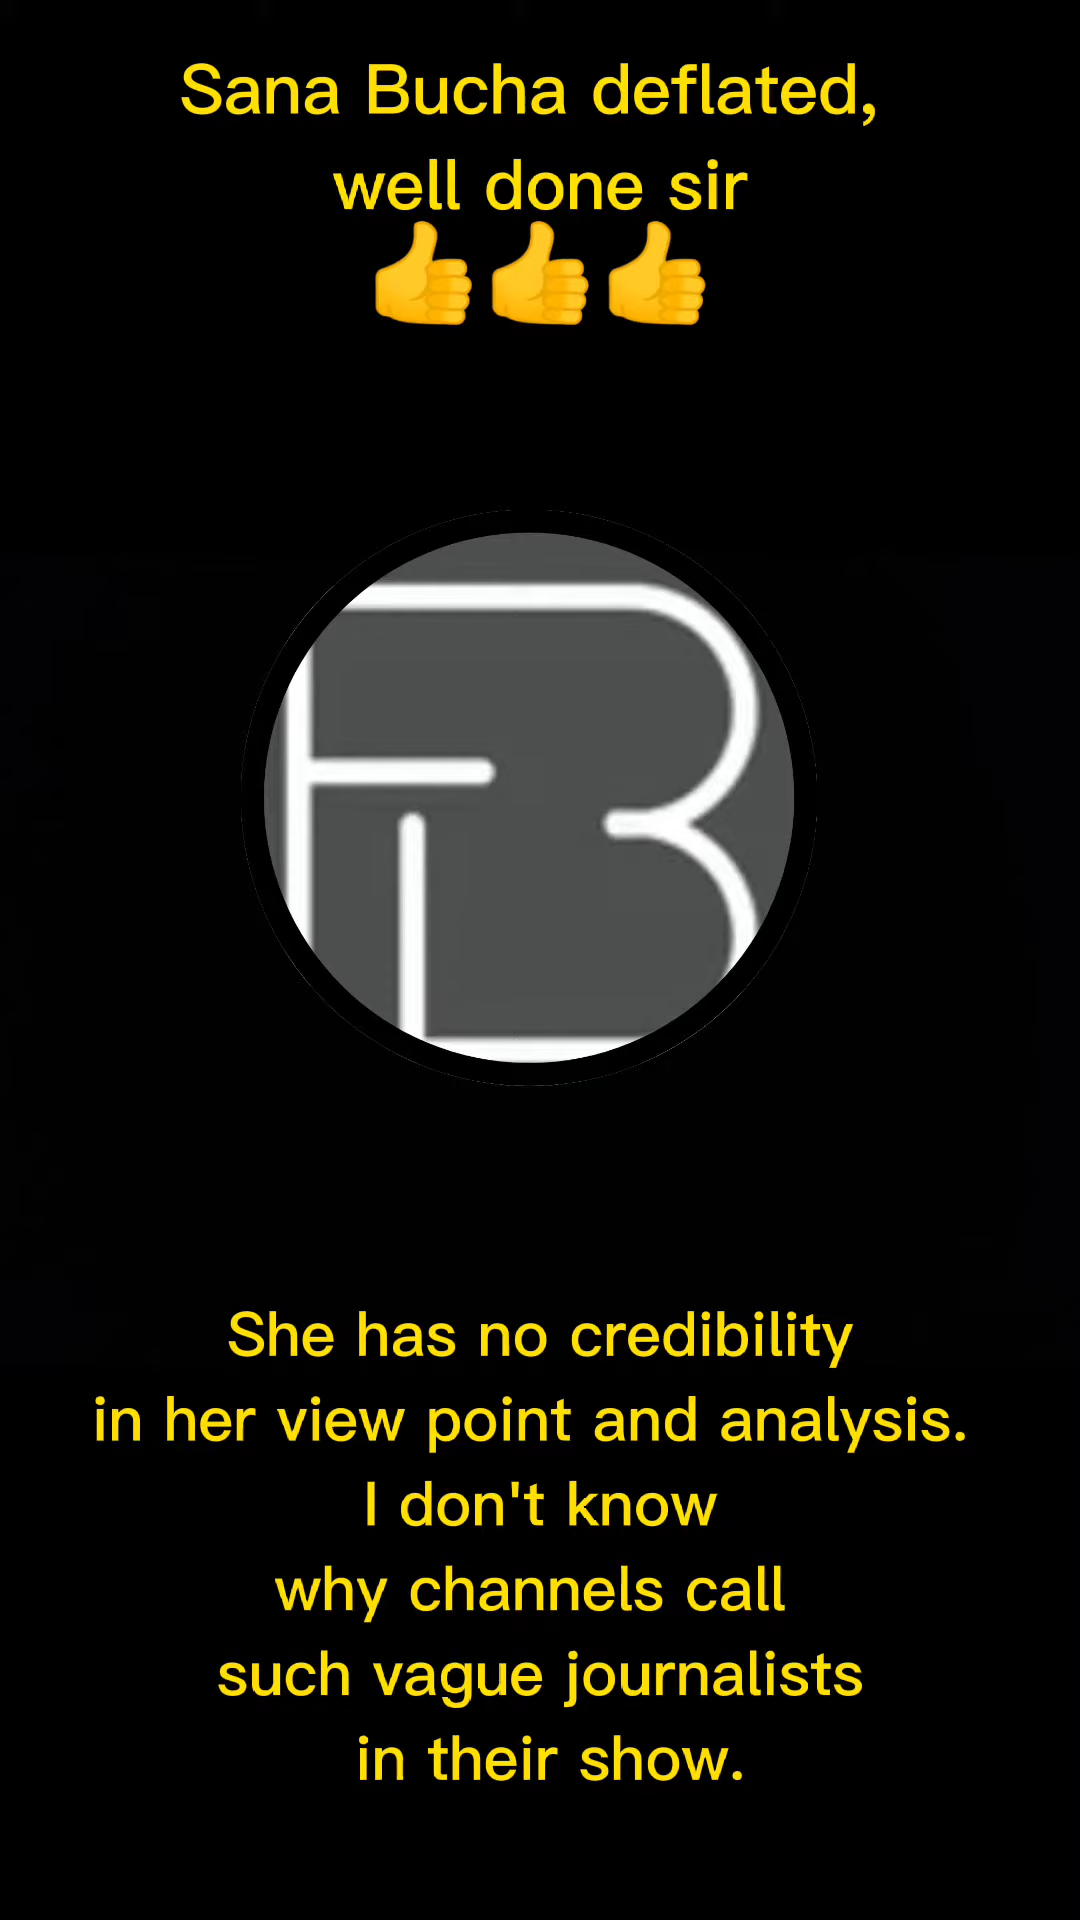 Sana Bucha deflated,
well done sir
👍👍👍
She has no credibility
in her view point and analysis.
I don't know
why channels call
such vague journalists
in their show.